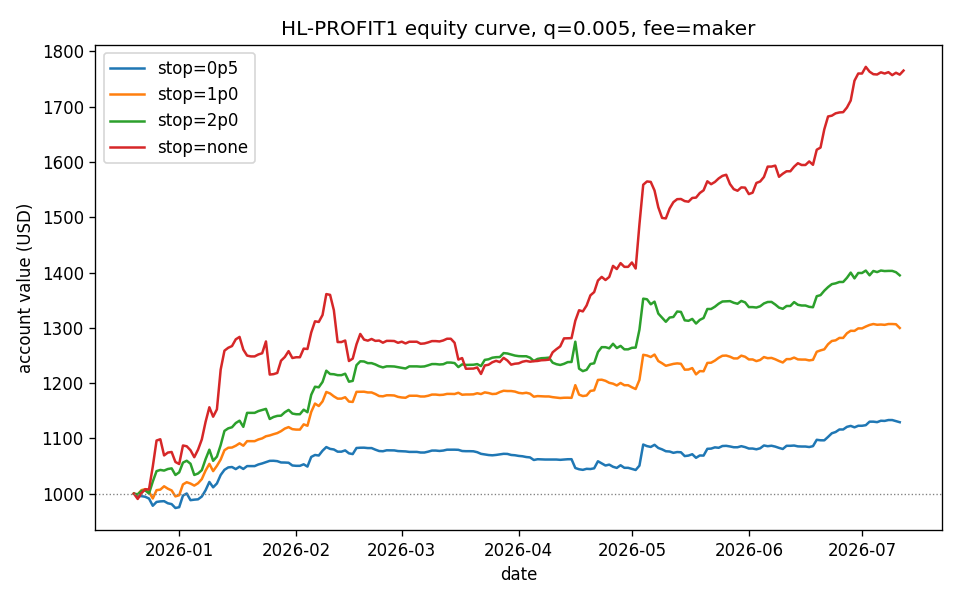 HL-PROFIT1 equity curve, q=0.005, fee=maker
1800
1700
1600
1500
1400
1300
1200
1100
1000
account value (USD)
stop=0p5
stop=1p0
stop=2p0
stop=none
2026-01
2026-02
2026-03
2026-04
2026-05
2026-06
2026-07
date